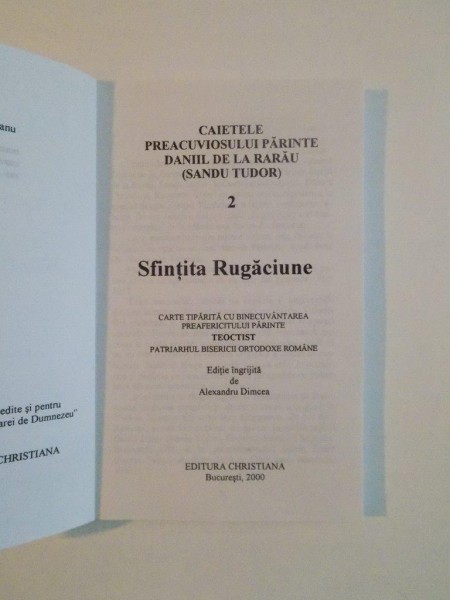 anu
edite și pentru
arei de Dumnezeu"
CHRISTIANA
CAIETELE
PREACUVIOSULUI PĂRINTE
DANIIL DE LA RARĂU
(SANDU TUDOR)
2
Sfințita Rugăciune
CARTE TIPĂRITĂ CU BINECUVÂNTAREA
PREAFERICITULUI PĂRINTE
TEOCTIST
PATRIARHUL BISERICII ORTODOXE ROMÂNE
Ediție îngrijită
de
Alexandru Dimcea
EDITURA CHRISTIANA
București, 2000